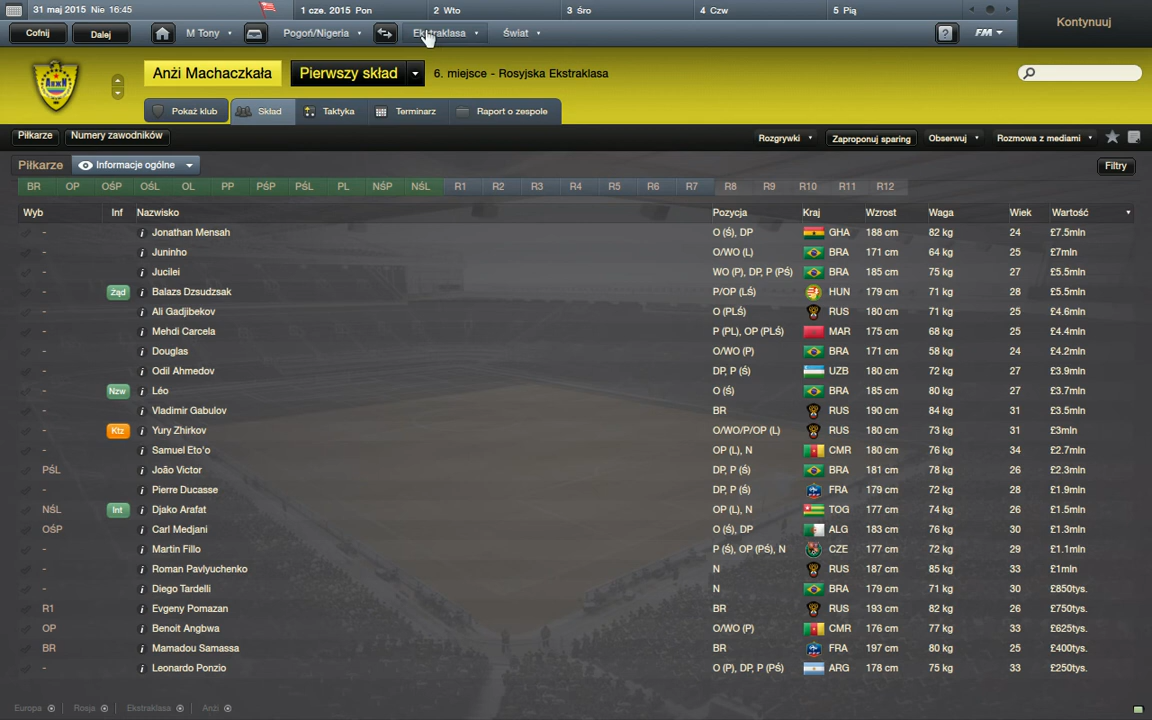 31 maj 2015 Nie 16:45 1 cze. 2015 Pon 2 Wto 3 Śro 4 Czw 5 Pią
Kontynuuj
Cofnij Dalej M Tony Pogoń/Nigeria Ekstraklasa Świat ? FM
Anżi Machaczkała Pierwszy skład 6. miejsce - Rosyjska Ekstraklasa
Pokaż klub Skład Taktyka Terminarz Raport o zespole
Piłkarze Numery zawodników Rozgrywki Zaproponuj sparing Obserwuj Rozmowa z mediami
Piłkarze Informacje ogólne Filtry
BR OP OŚP OŚL OL PP PŚP PŚL PL NŚP NŚL R1 R2 R3 R4 R5 R6 R7 R8 R9 R10 R11 R12
Wyb Inf Nazwisko Pozycja Kraj Wzrost Waga Wiek Wartość
- i Jonathan Mensah O (Ś), DP GHA 188 cm 82 kg 24 £7.5mln
- i Juninho O/WO (L) BRA 171 cm 64 kg 25 £7mln
- i Jucilei WO (P), DP, P (PŚ) BRA 185 cm 75 kg 27 £5.5mln
- Żąd i Balazs Dzsudzsak P/OP (LŚ) HUN 179 cm 71 kg 28 £5.5mln
- i Ali Gadjibekov O (PLŚ) RUS 180 cm 71 kg 25 £4.6mln
- i Mehdi Carcela P (PL), OP (PLŚ) MAR 175 cm 68 kg 25 £4.4mln
- i Douglas O/WO (P) BRA 171 cm 58 kg 24 £4.2mln
- i Odil Ahmedov DP, P (Ś) UZB 180 cm 72 kg 27 £3.9mln
- Nzw i Léo O (Ś) BRA 185 cm 80 kg 27 £3.7mln
- i Vladimir Gabulov BR RUS 190 cm 84 kg 31 £3.5mln
- Ktz i Yury Zhirkov O/WO/P/OP (L) RUS 180 cm 73 kg 31 £3mln
- i Samuel Eto'o OP (L), N CMR 180 cm 76 kg 34 £2.7mln
PŚL i João Victor DP, P (Ś) BRA 181 cm 78 kg 26 £2.3mln
- i Pierre Ducasse DP, P (Ś) FRA 179 cm 72 kg 28 £1.9mln
NŚL Int i Djako Arafat OP (L), N TOG 177 cm 74 kg 26 £1.5mln
OŚP i Carl Medjani O (Ś), DP ALG 183 cm 76 kg 30 £1.3mln
- i Martin Fillo P (Ś), OP (PŚ), N CZE 177 cm 72 kg 29 £1.1mln
- i Roman Pavlyuchenko N RUS 187 cm 85 kg 33 £1mln
- i Diego Tardelli N BRA 179 cm 71 kg 30 £850tys.
R1 i Evgeny Pomazan BR RUS 193 cm 82 kg 26 £750tys.
OP i Benoit Angbwa O/WO (P) CMR 176 cm 77 kg 33 £625tys.
BR i Mamadou Samassa BR FRA 197 cm 80 kg 25 £400tys.
- i Leonardo Ponzio O (P), DP, P (PŚ) ARG 178 cm 75 kg 33 £250tys.
Europa Rosja Ekstraklasa Anżi